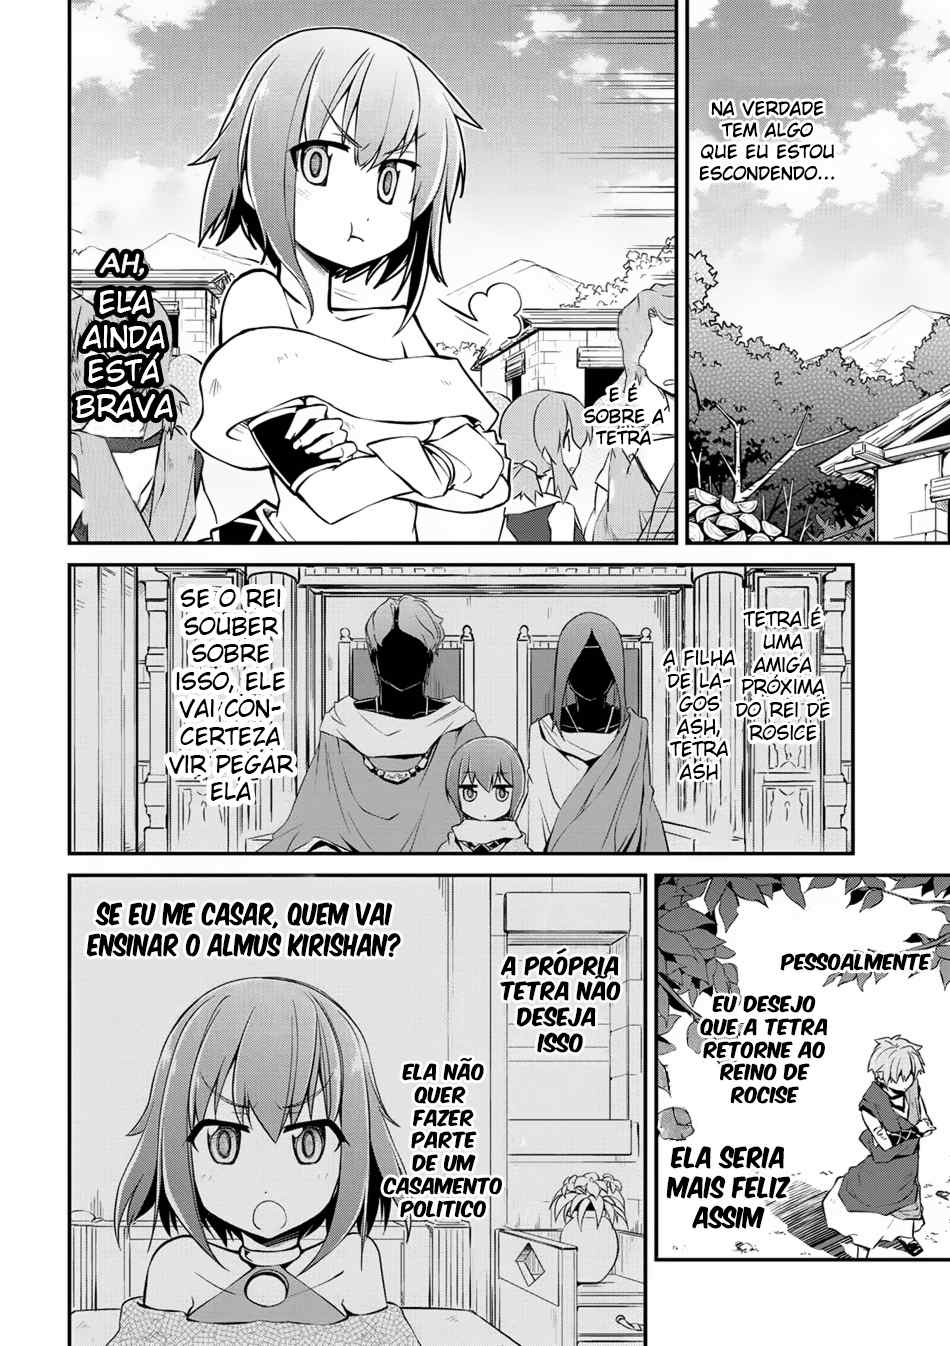 NA VERDADE
TEM ALGO
QUE EU ESTOU
ESCONDENDO...
E É
SOBRE A
TETRA
AH,
ELA
AINDA
ESTÁ
BRAVA
TETRA É
UMA
AMIGA
PRÓXIMA
DO REI DE
ROSICE
A FILHA
DE LA-
GOS
ASH,
TETRA
ASH
SE O REI
SOUBER
SOBRE
ISSO, ELE
VAI CON-
CERTEZA
VIR PEGAR
ELA
PESSOALMENTE
EU DESEJO
QUE A TETRA
RETORNE AO
REINO DE
ROCISE
ELA SERIA
MAIS FELIZ
ASSIM
A PRÓPRIA
TETRA NÃO
DESEJA
ISSO
SE EU ME CASAR, QUEM VAI
ENSINAR O ALMUS KIRISHAN?
ELA NÃO
QUER
FAZER
PARTE
DE UM
CASAMENTO
POLITICO